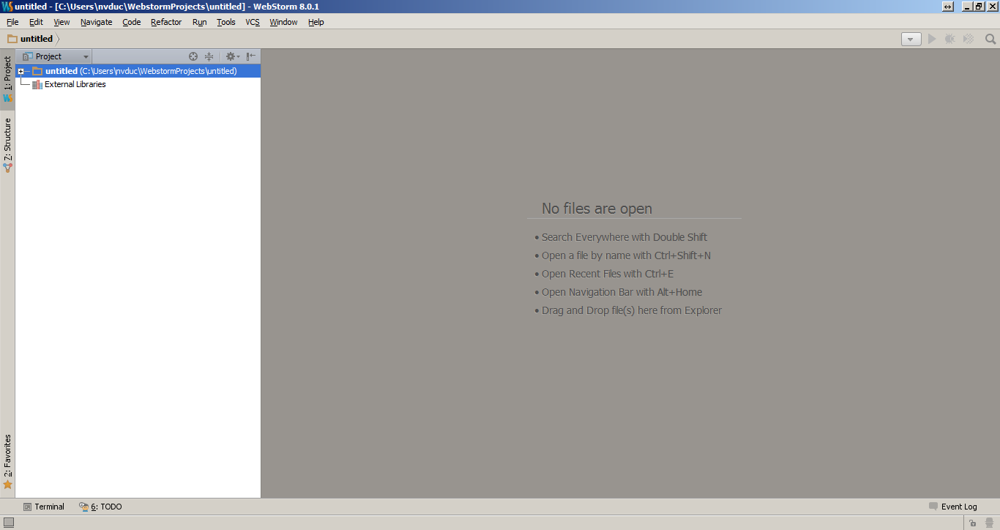 untitled - [C:\Users\nvduc\WebstormProjects\untitled] - WebStorm 8.0.1
File Edit View Navigate Code Refactor Run Tools VCS Window Help
untitled
1: Project
Project
untitled (C:\Users\nvduc\WebstormProjects\untitled)
External Libraries
Z: Structure
No files are open
• Search Everywhere with Double Shift
• Open a file by name with Ctrl+Shift+N
• Open Recent Files with Ctrl+E
• Open Navigation Bar with Alt+Home
• Drag and Drop file(s) here from Explorer
2: Favorites
Terminal 6: TODO Event Log